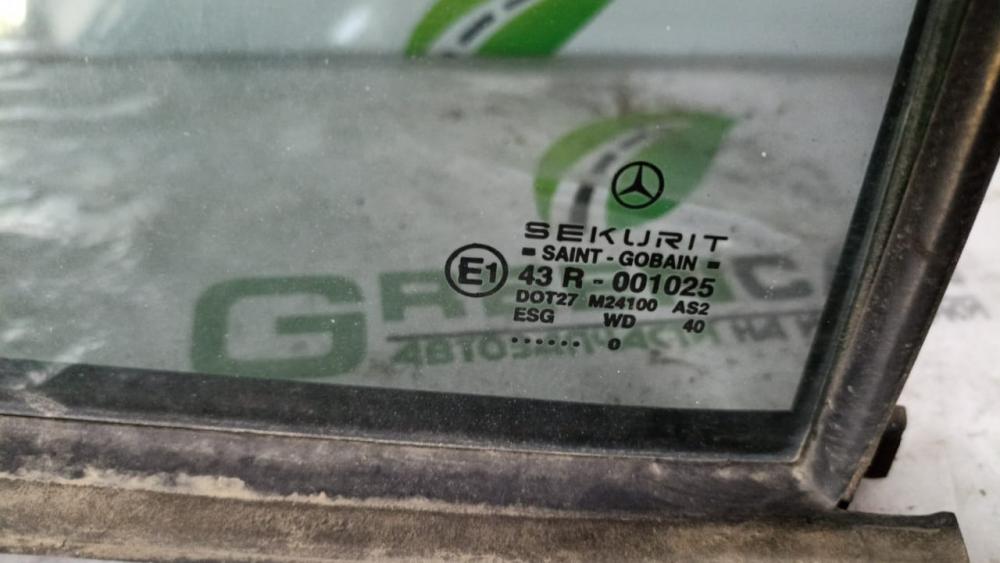 SEKURIT
SAINT - GOBAIN
E1
43 R - 001025
DOT27 M24100 AS2
ESG WD 40
...... 0